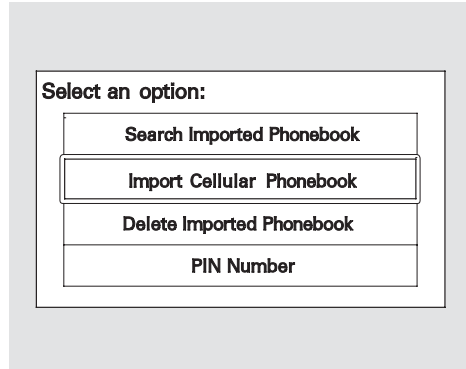 Select an option:
Search Imported Phonebook
Import Cellular Phonebook
Delete Imported Phonebook
PIN Number